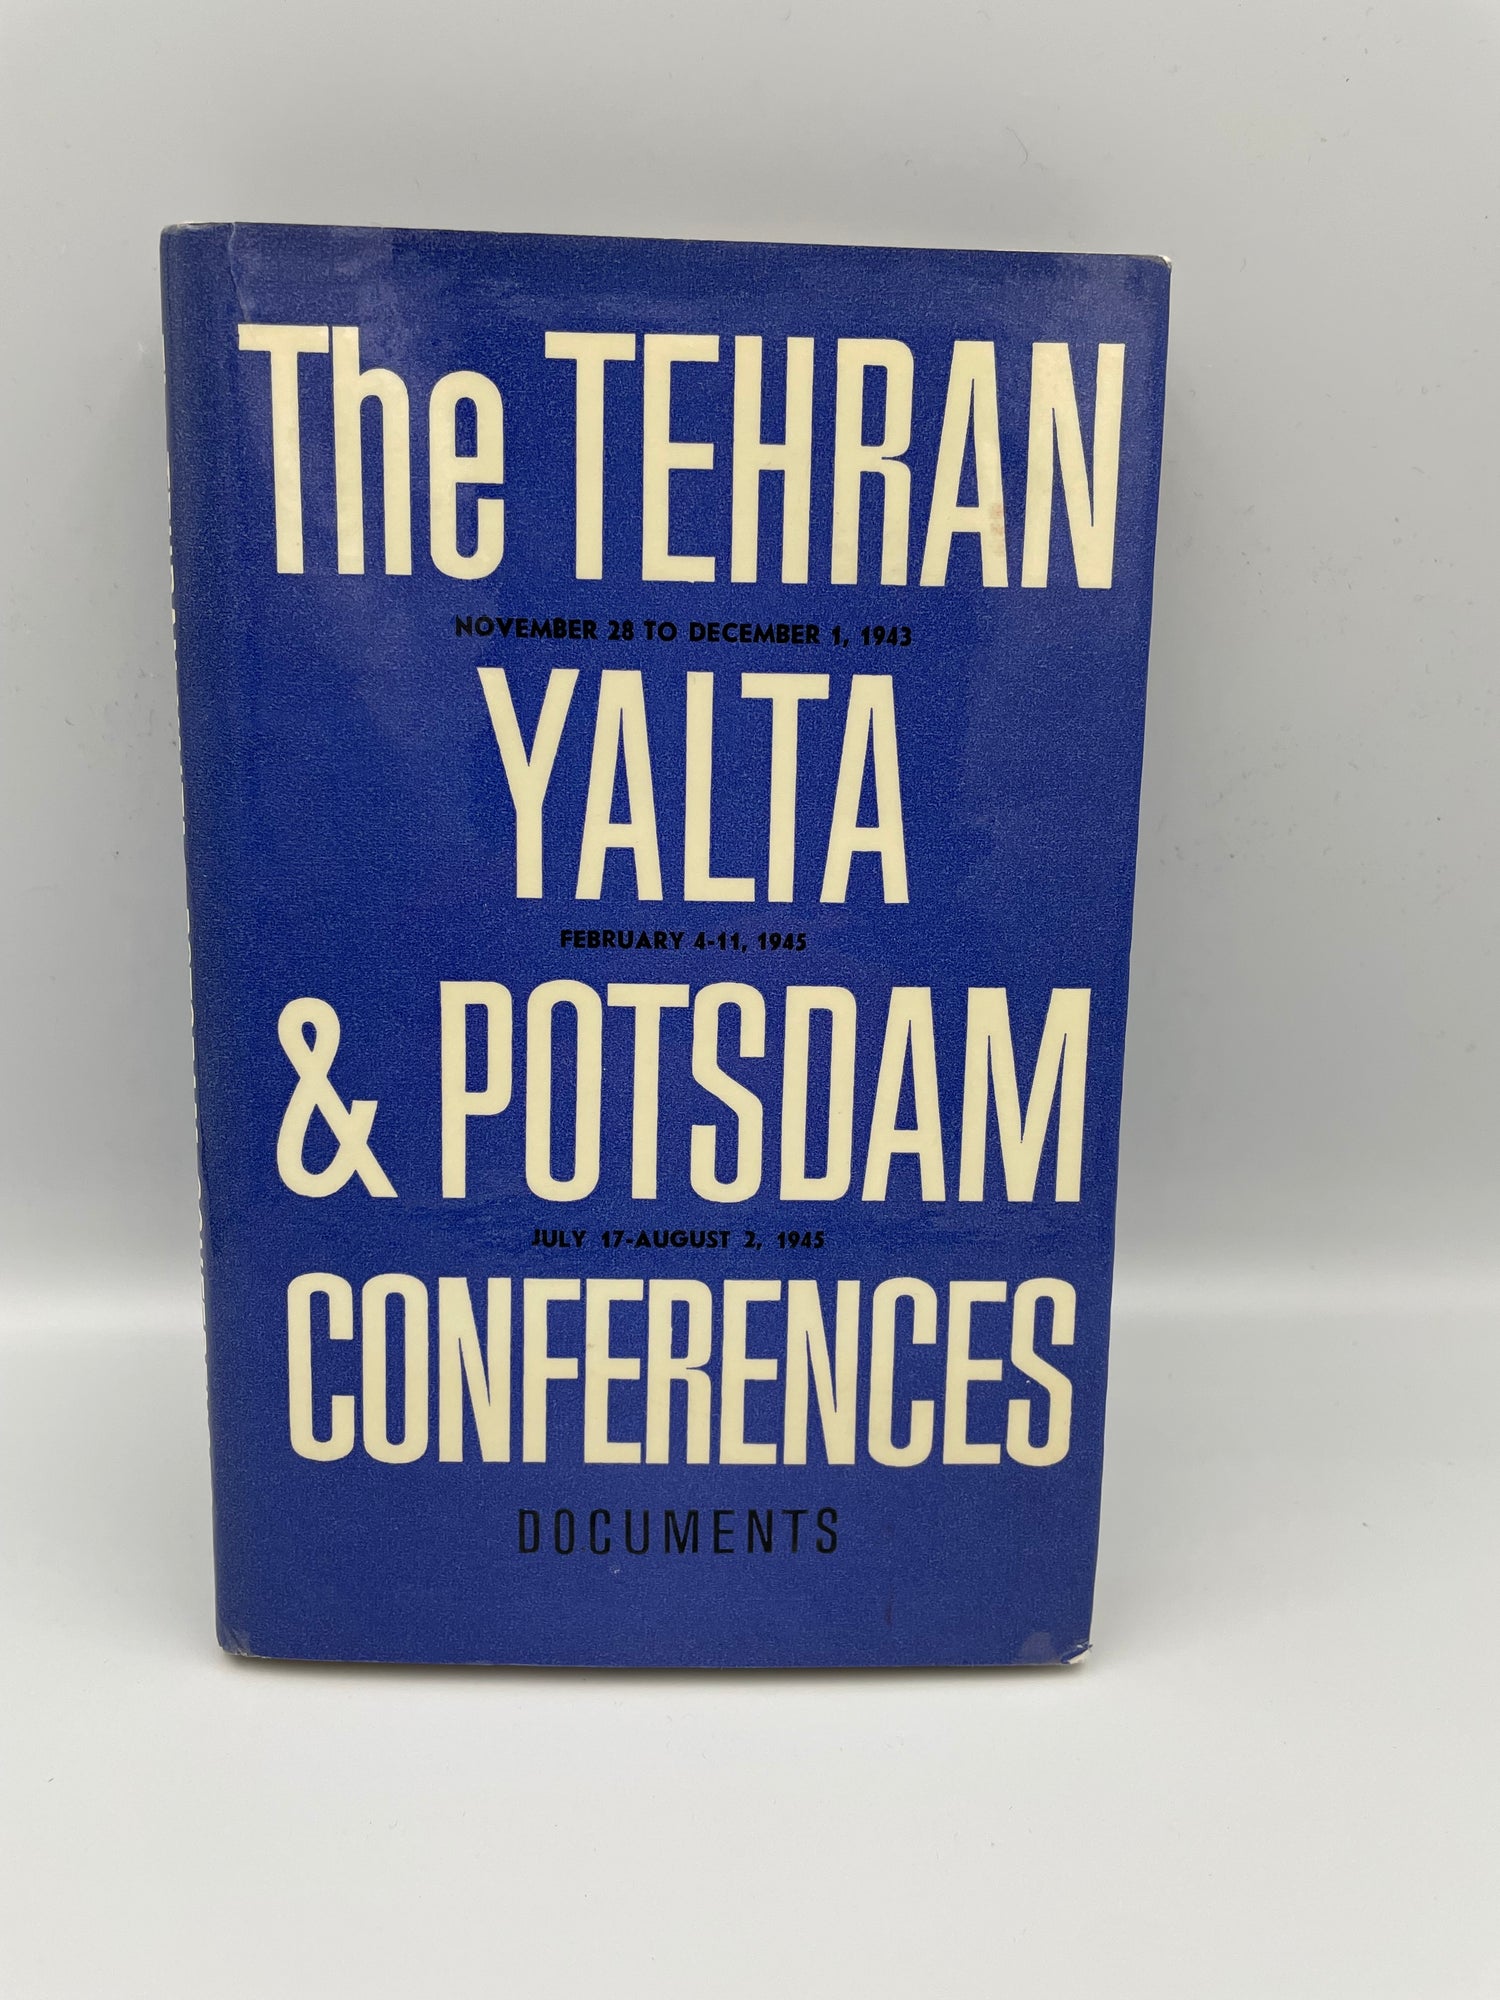 The TEHRAN
NOVEMBER 28 TO DECEMBER 1, 1943
YALTA
FEBRUARY 4-11, 1945
& POTSDAM
JULY 17-AUGUST 2, 1945
CONFERENCES
DOCUMENTS